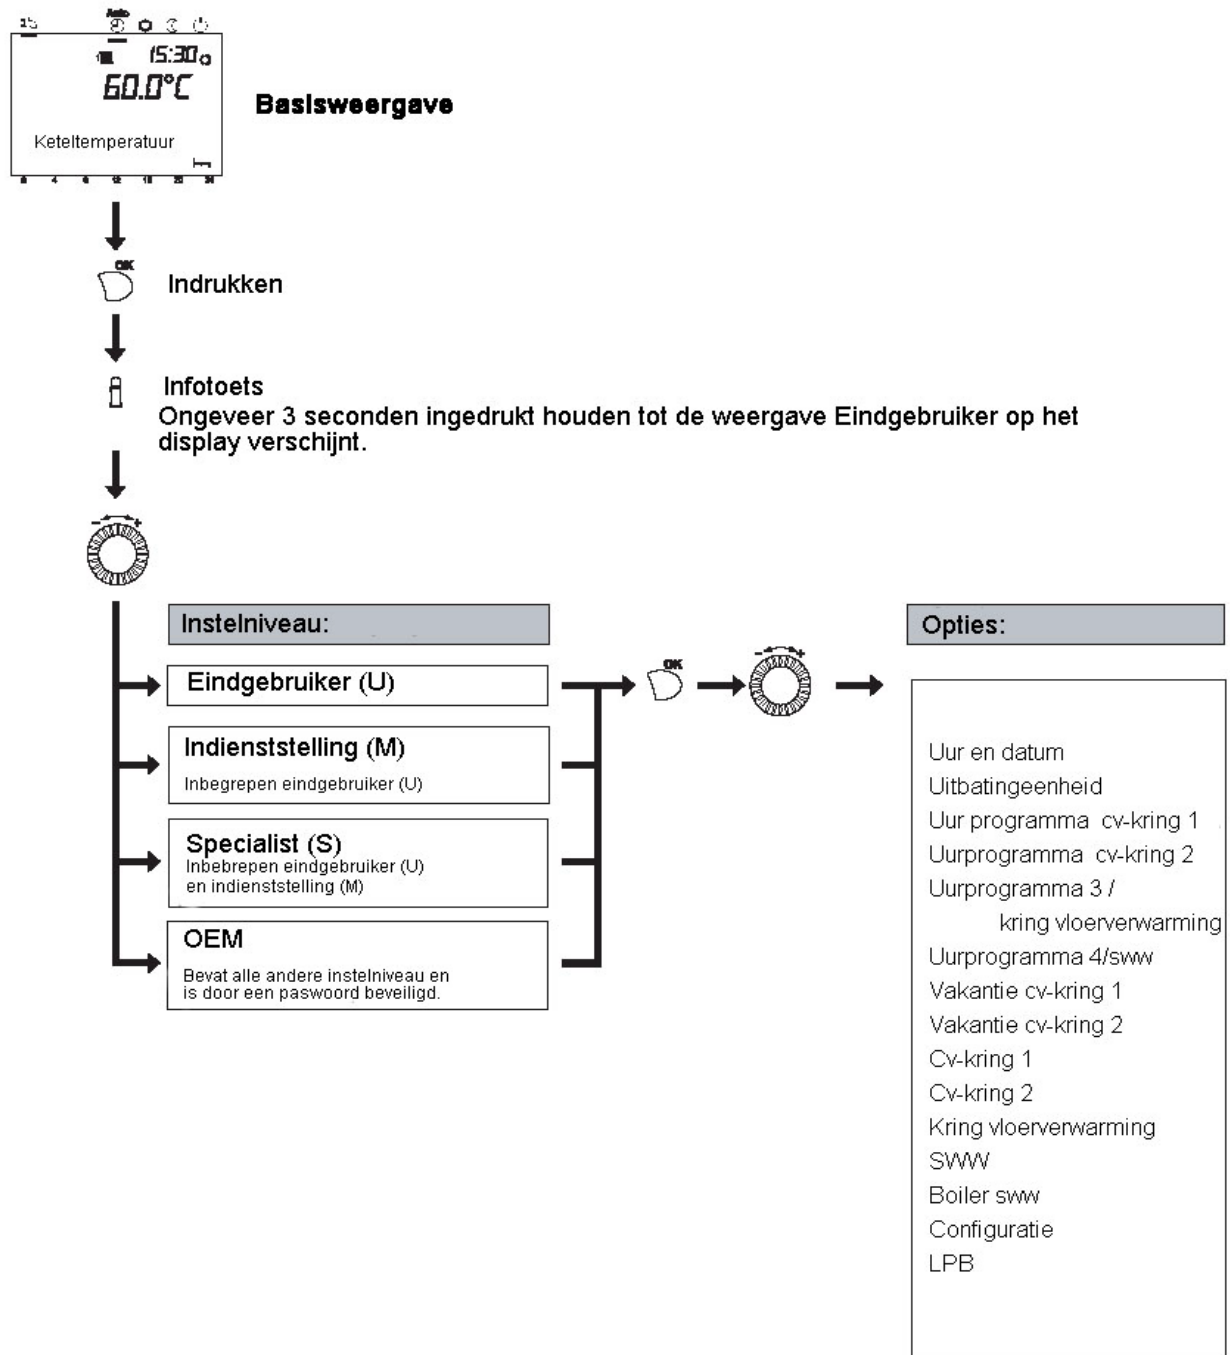 Auto
15:30
60.0°C
Keteltemperatuur
Basisweergave
OK
Indrukken
Infotoets
Ongeveer 3 seconden ingedrukt houden tot de weergave Eindgebruiker op het
display verschijnt.
- +
Instelniveau:
Opties:
Eindgebruiker (U)
OK
- +
Indienststelling (M)
Inbegrepen eindgebruiker (U)
Specialist (S)
Inbebrepen eindgebruiker (U)
en indienststelling (M)
OEM
Bevat alle andere instelniveau en
is door een paswoord beveiligd.
Uur en datum
Uitbatingeenheid
Uur programma cv-kring 1
Uurprogramma cv-kring 2
Uurprogramma 3 /
kring vloerverwarming
Uurprogramma 4/sww
Vakantie cv-kring 1
Vakantie cv-kring 2
Cv-kring 1
Cv-kring 2
Kring vloerverwarming
SWW
Boiler sww
Configuratie
LPB